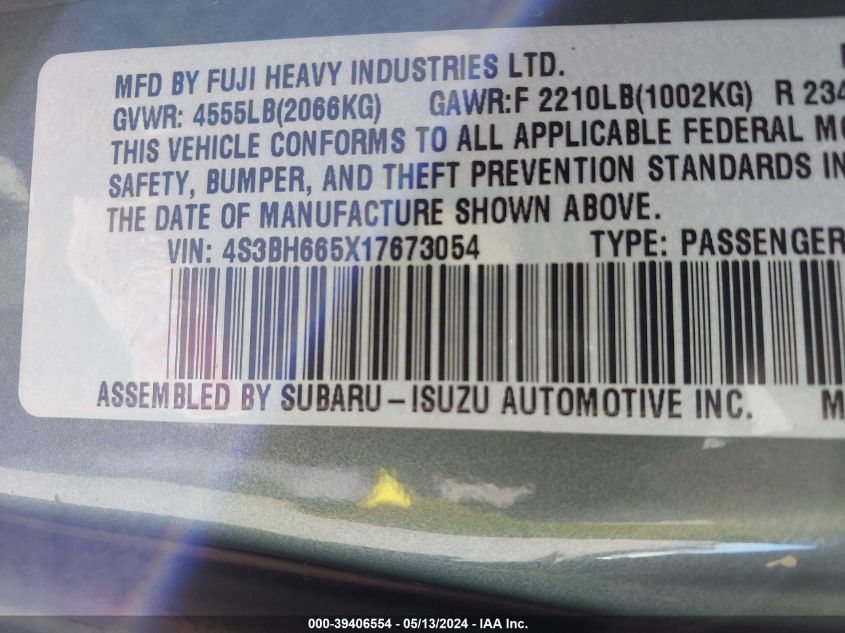 MFD BY FUJI HEAVY INDUSTRIES LTD.
GVWR: 4555LB(2066KG) GAWR:F 2210LB(1002KG) R 234
THIS VEHICLE CONFORMS TO ALL APPLICABLE FEDERAL MO
SAFETY, BUMPER, AND THEFT PREVENTION STANDARDS IN
THE DATE OF MANUFACTURE SHOWN ABOVE.
VIN: 4S3BH665X17673054 TYPE: PASSENGER
ASSEMBLED BY SUBARU-ISUZU AUTOMOTIVE INC. M
000-39406554 - 05/13/2024 - IAA Inc.